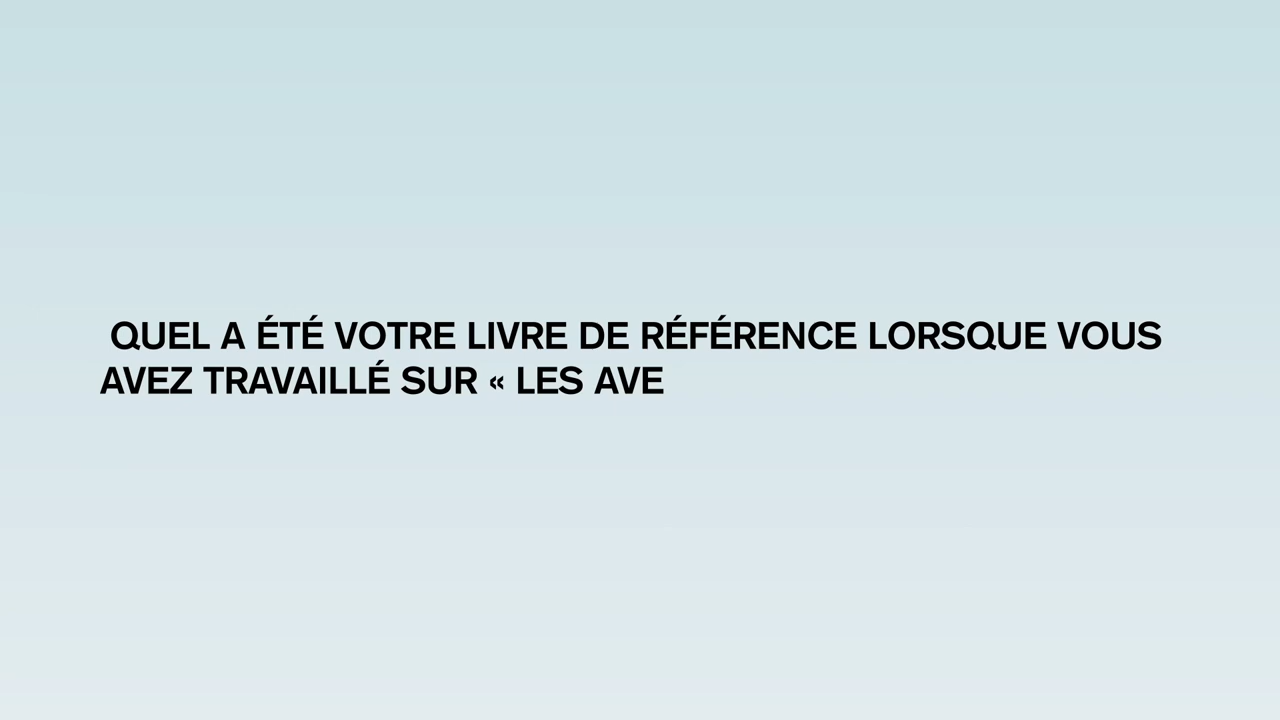 QUEL A ÉTÉ VOTRE LIVRE DE RÉFÉRENCE LORSQUE VOUS
AVEZ TRAVAILLÉ SUR « LES AVE